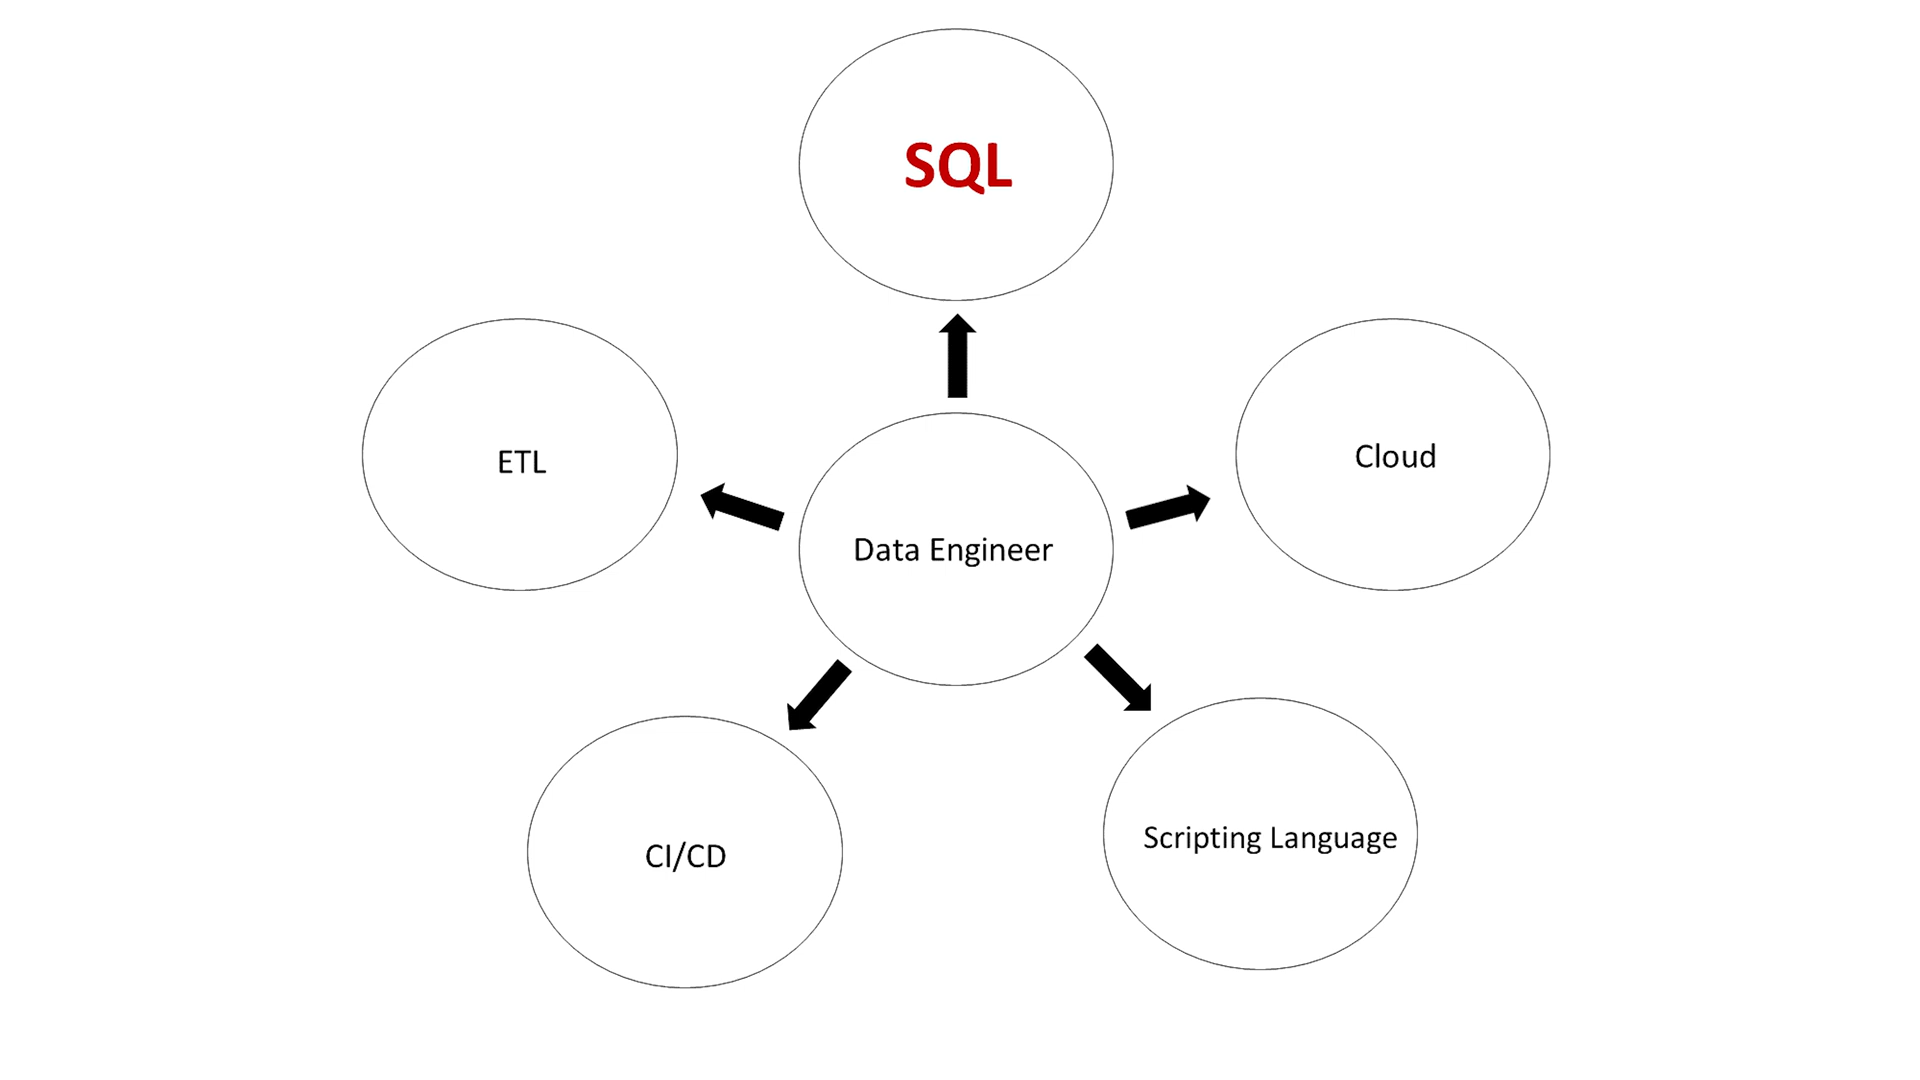 SQL
ETL
Cloud
Data Engineer
Scripting Language
CI/CD